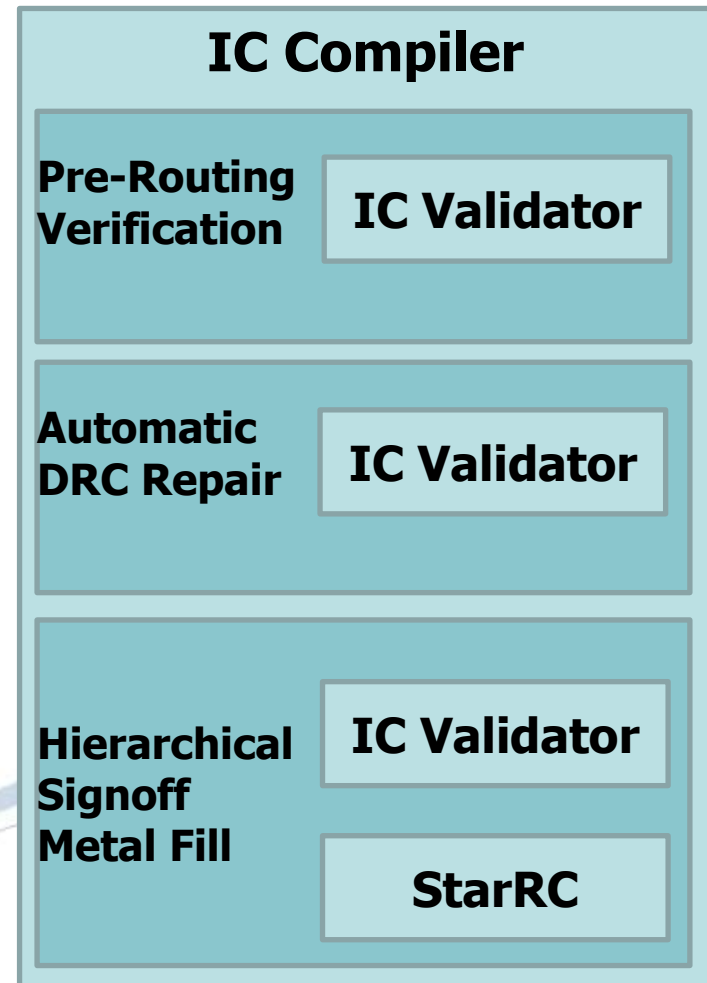 IC Compiler
Pre-Routing
Verification
IC Validator
Automatic
DRC Repair
IC Validator
Hierarchical
Signoff
Metal Fill
IC Validator
StarRC